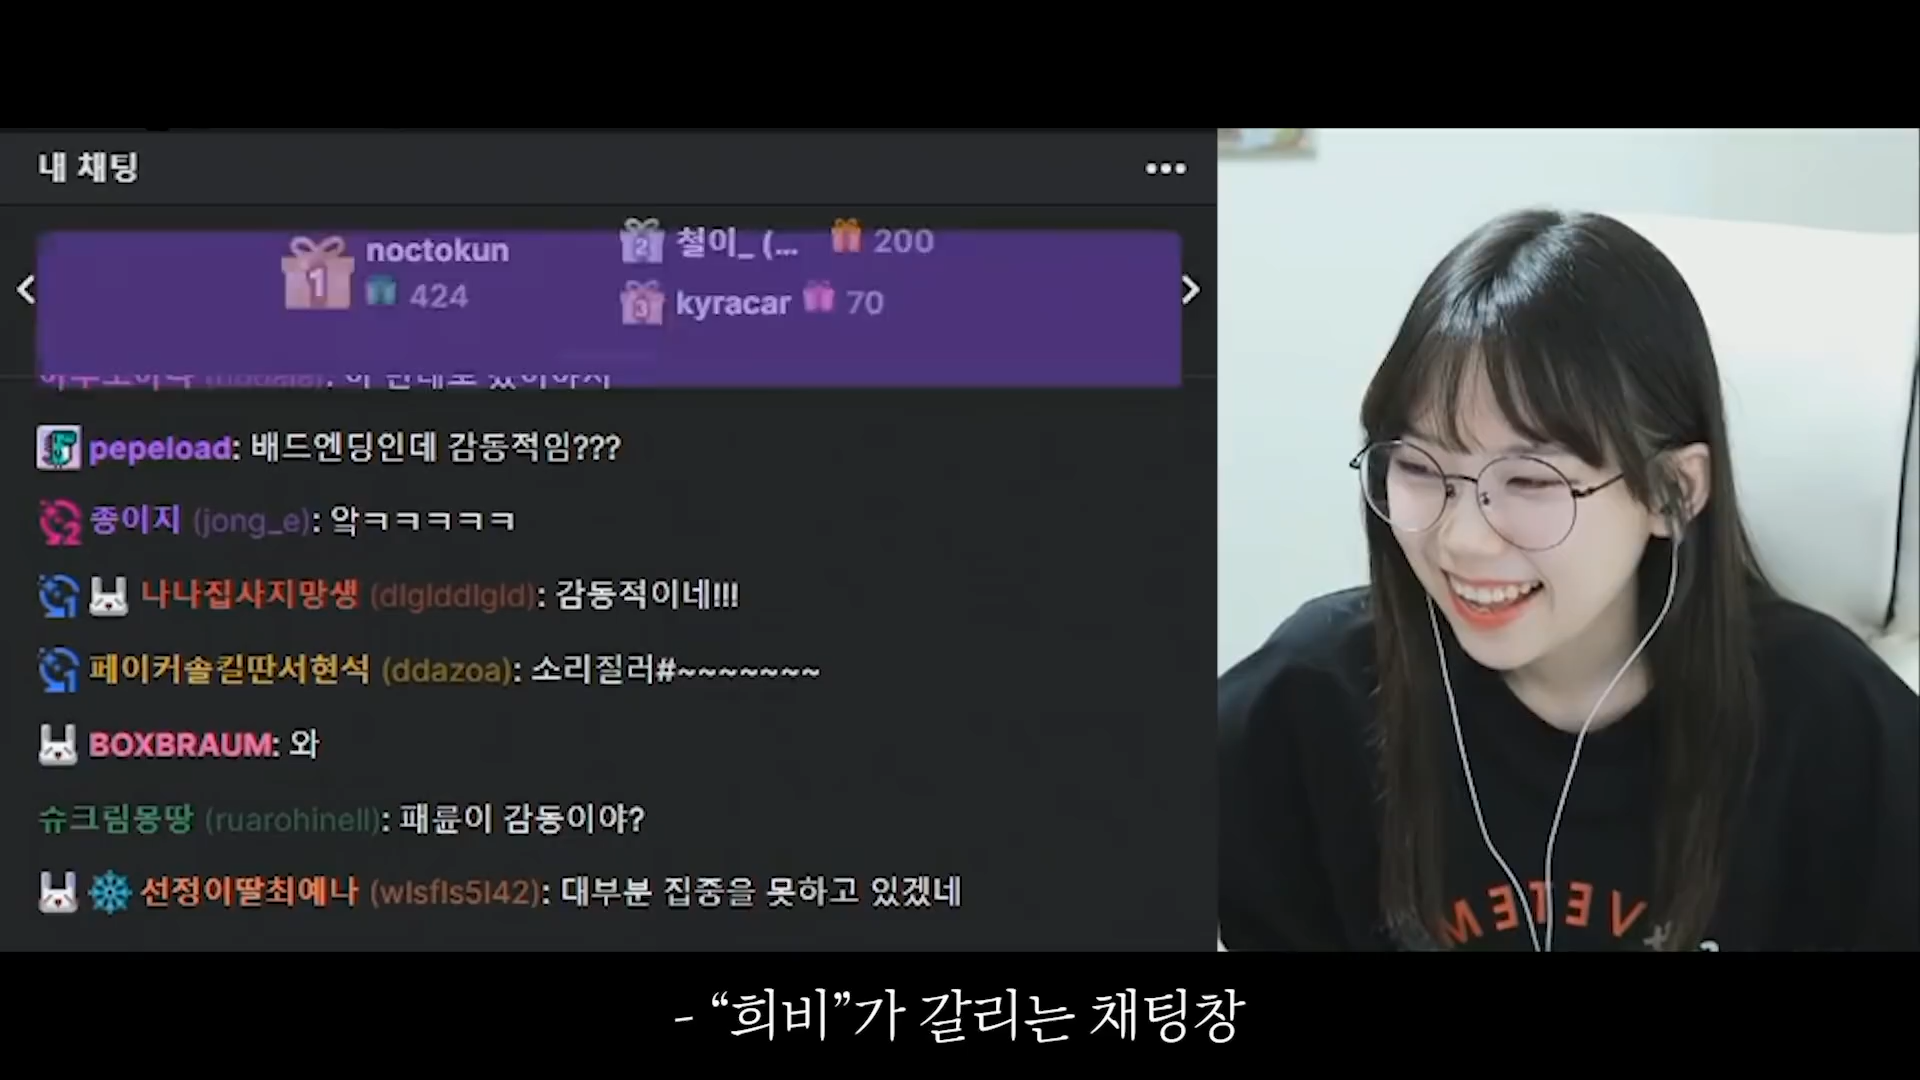 내 채팅
noctokun
424
철이_ (...
200
kyracar
70
pepeload: 배드엔딩인데 감동적임???
종이지 (jong_e): 앜ㅋㅋㅋㅋㅋ
나나집사지망생 (dlglddlgld): 감동적이네!!!
페이커솔킬딴서현석 (ddazoa): 소리질러#~~~~~~~
BOXBRAUM: 와
슈크림몽땅 (ruarohinell): 패륜이 감동이야?
선정이딸최예나 (wlsfls5142): 대부분 집중을 못하고 있겠네
- “희비”가 갈리는 채팅창